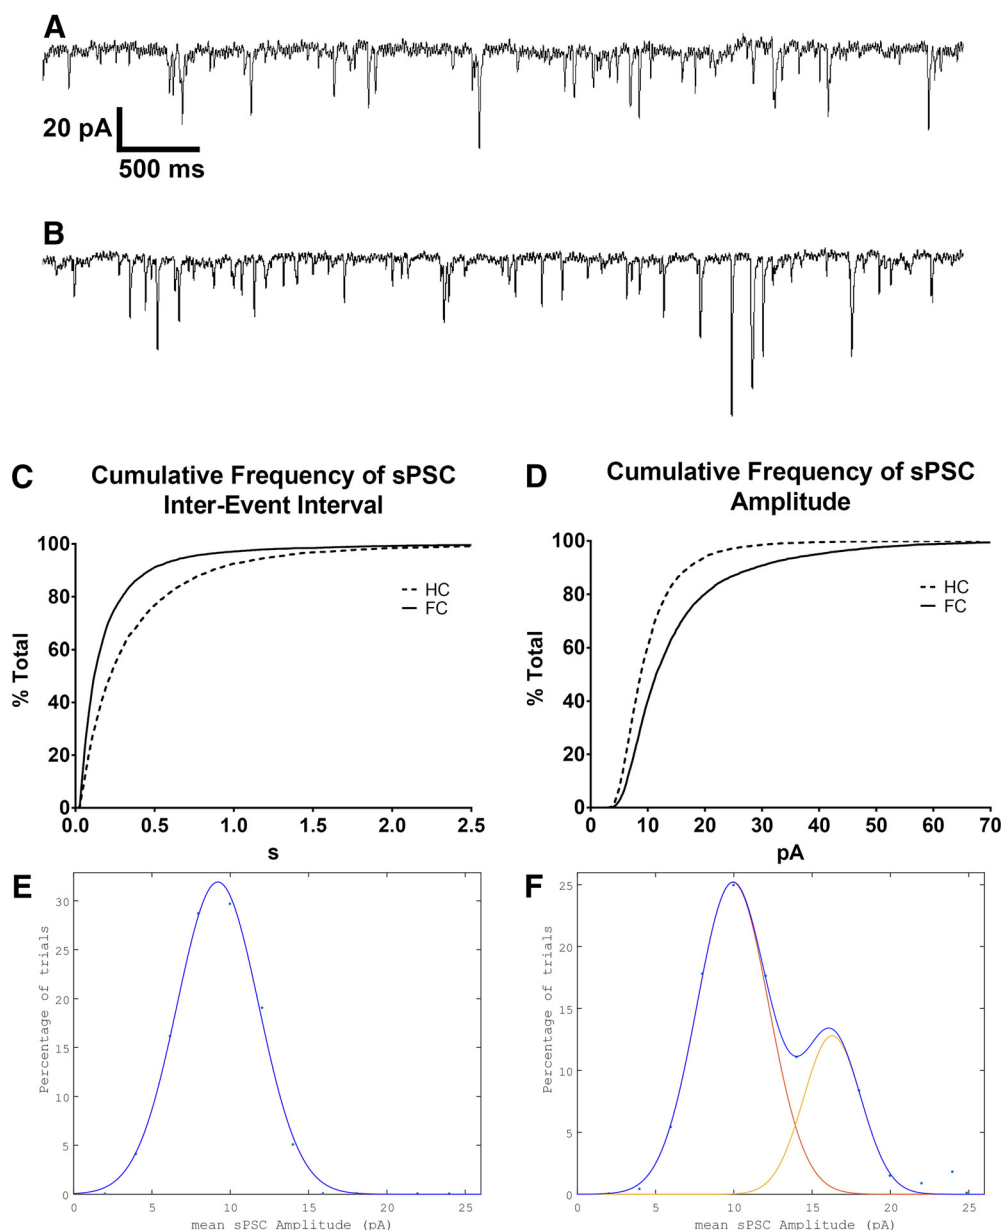 A
20 pA
500 ms
B
C
Cumulative Frequency of sPSC
Inter-Event Interval
100
80
60
40
20
0
% Total
HC
FC
0.0 0.5 1.0 1.5 2.0 2.5
s
D
Cumulative Frequency of sPSC
Amplitude
100
80
60
40
20
0
% Total
HC
FC
0 10 20 30 40 50 60 70
pA
E
30
25
20
15
10
5
0
Percentage of trials
0 5 10 15 20 25
mean sPSC Amplitude (pA)
F
25
20
15
10
5
0
Percentage of trials
0 5 10 15 20 25
mean sPSC Amplitude (pA)